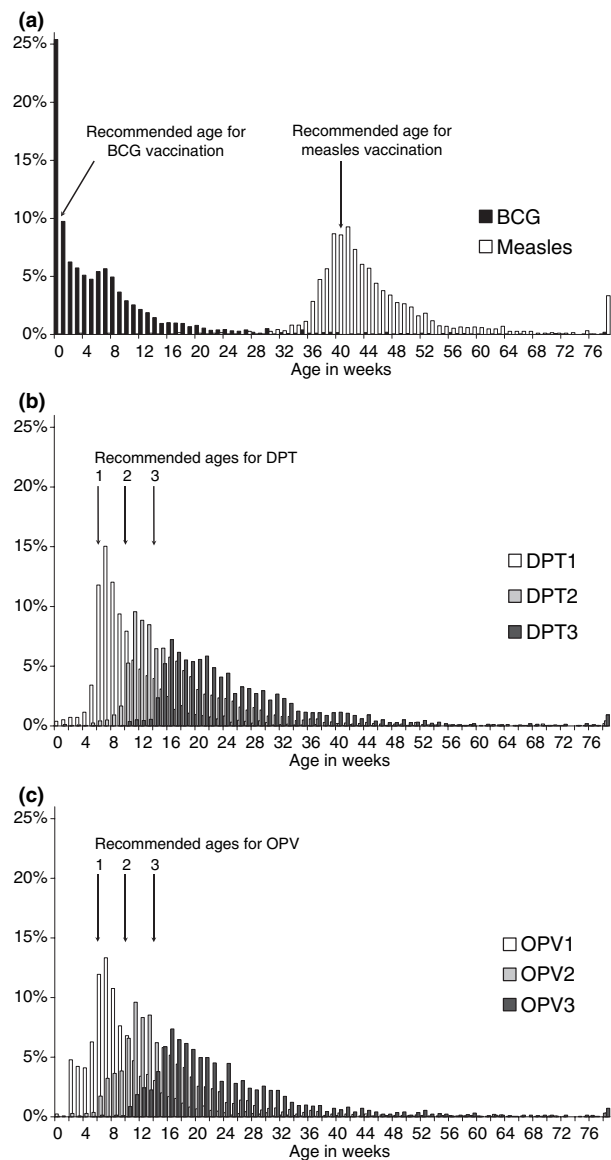 (a)
25%
20%
15%
10%
5%
0%
Recommended age for
BCG vaccination
Recommended age for
measles vaccination
BCG
Measles
0 4 8 12 16 20 24 28 32 36 40 44 48 52 56 60 64 68 72 76
Age in weeks
(b)
25%
20%
15%
10%
5%
0%
Recommended ages for DPT
1 2 3
DPT1
DPT2
DPT3
0 4 8 12 16 20 24 28 32 36 40 44 48 52 56 60 64 68 72 76
Age in weeks
(c)
25%
20%
15%
10%
5%
0%
Recommended ages for OPV
1 2 3
OPV1
OPV2
OPV3
0 4 8 12 16 20 24 28 32 36 40 44 48 52 56 60 64 68 72 76
Age in weeks